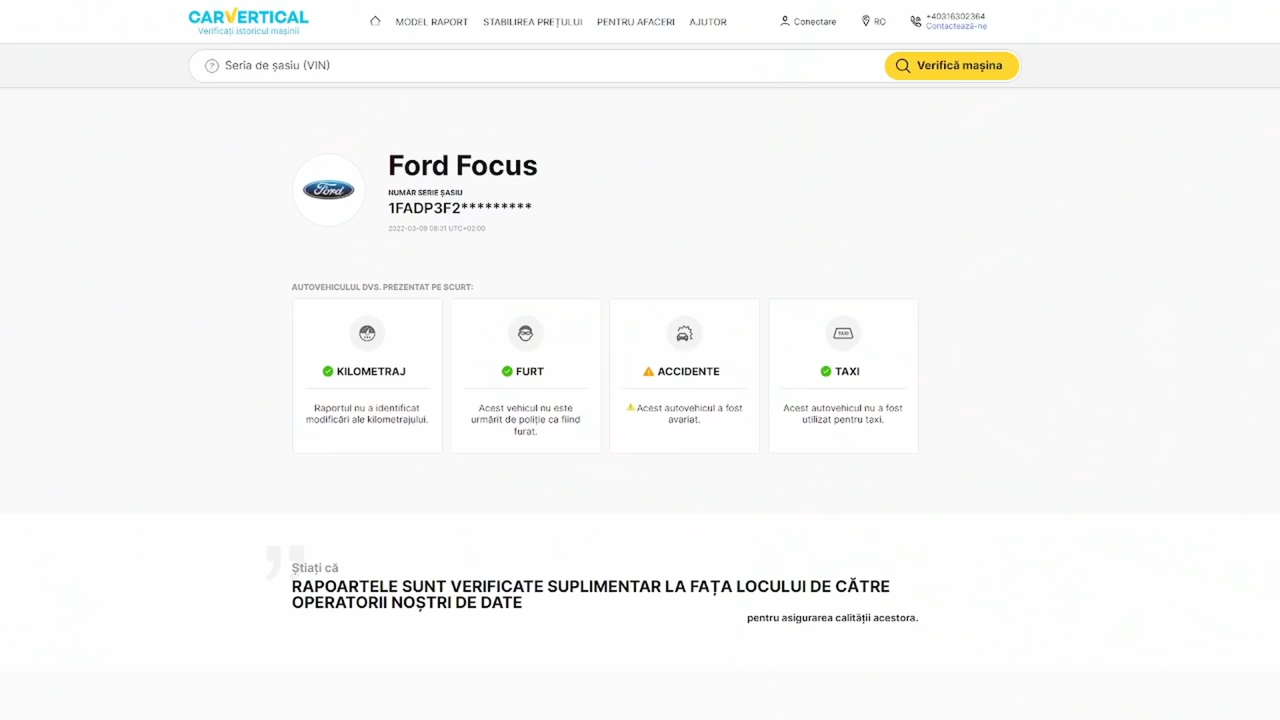 CARVERTICAL
Verificați istoricul mașinii
MODEL RAPORT STABILIREA PREȚULUI PENTRU AFACERI AJUTOR
Conectare
RO
+40316302364
Contactează-ne
Seria de șasiu (VIN)
Verifică mașina
Ford
Ford Focus
NUMĂR SERIE ȘASIU
1FADP3F2*********
2022-03-09 08:31 UTC+02:00
AUTOVEHICULUL DVS. PREZENTAT PE SCURT:
KILOMETRAJ
Raportul nu a identificat
modificări ale kilometrajului.
FURT
Acest vehicul nu este
urmărit de poliție ca fiind
furat.
ACCIDENTE
Acest autovehicul a fost
avariat.
TAXI
TAXI
Acest autovehicul nu a fost
utilizat pentru taxi.
Știați că
RAPOARTELE SUNT VERIFICATE SUPLIMENTAR LA FAȚA LOCULUI DE CĂTRE
OPERATORII NOȘTRI DE DATE
pentru asigurarea calității acestora.